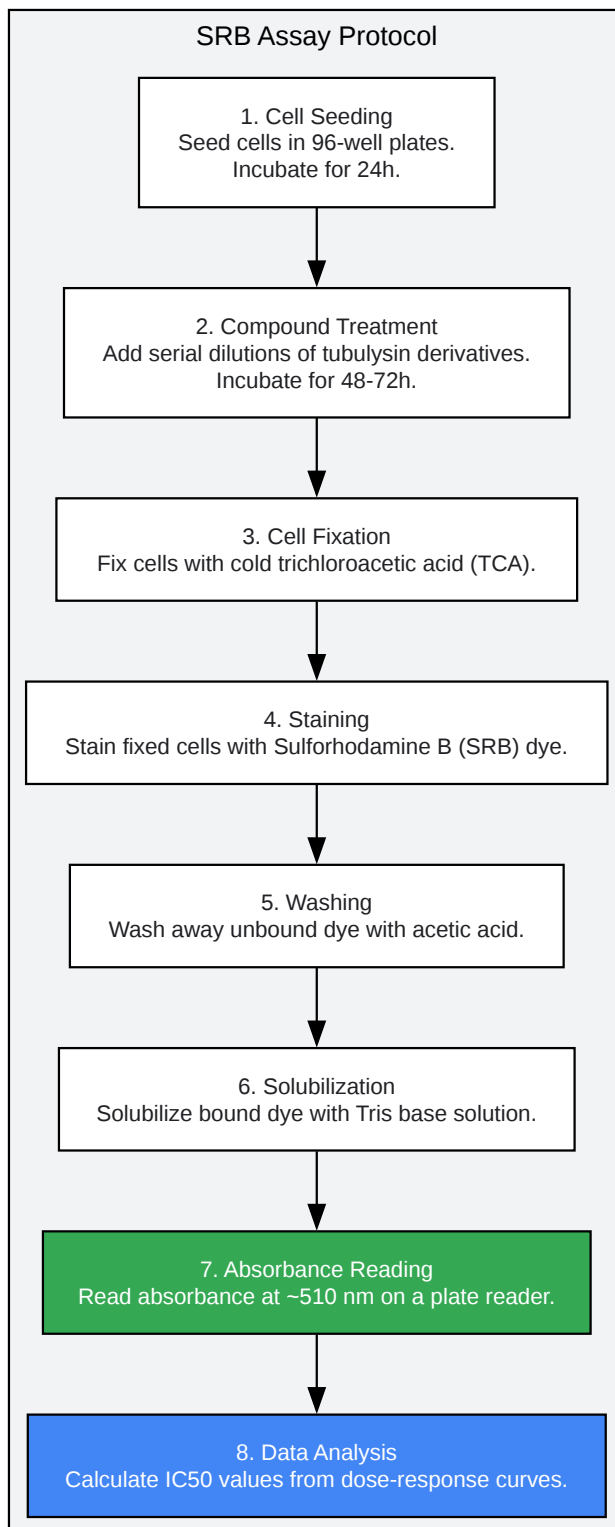 SRB Assay Protocol
1. Cell Seeding
Seed cells in 96-well plates.
Incubate for 24h.
2. Compound Treatment
Add serial dilutions of tubulysin derivatives.
Incubate for 48-72h.
3. Cell Fixation
Fix cells with cold trichloroacetic acid (TCA).
4. Staining
Stain fixed cells with Sulforhodamine B (SRB) dye.
5. Washing
Wash away unbound dye with acetic acid.
6. Solubilization
Solubilize bound dye with Tris base solution.
7. Absorbance Reading
Read absorbance at ~510 nm on a plate reader.
8. Data Analysis
Calculate IC50 values from dose-response curves.